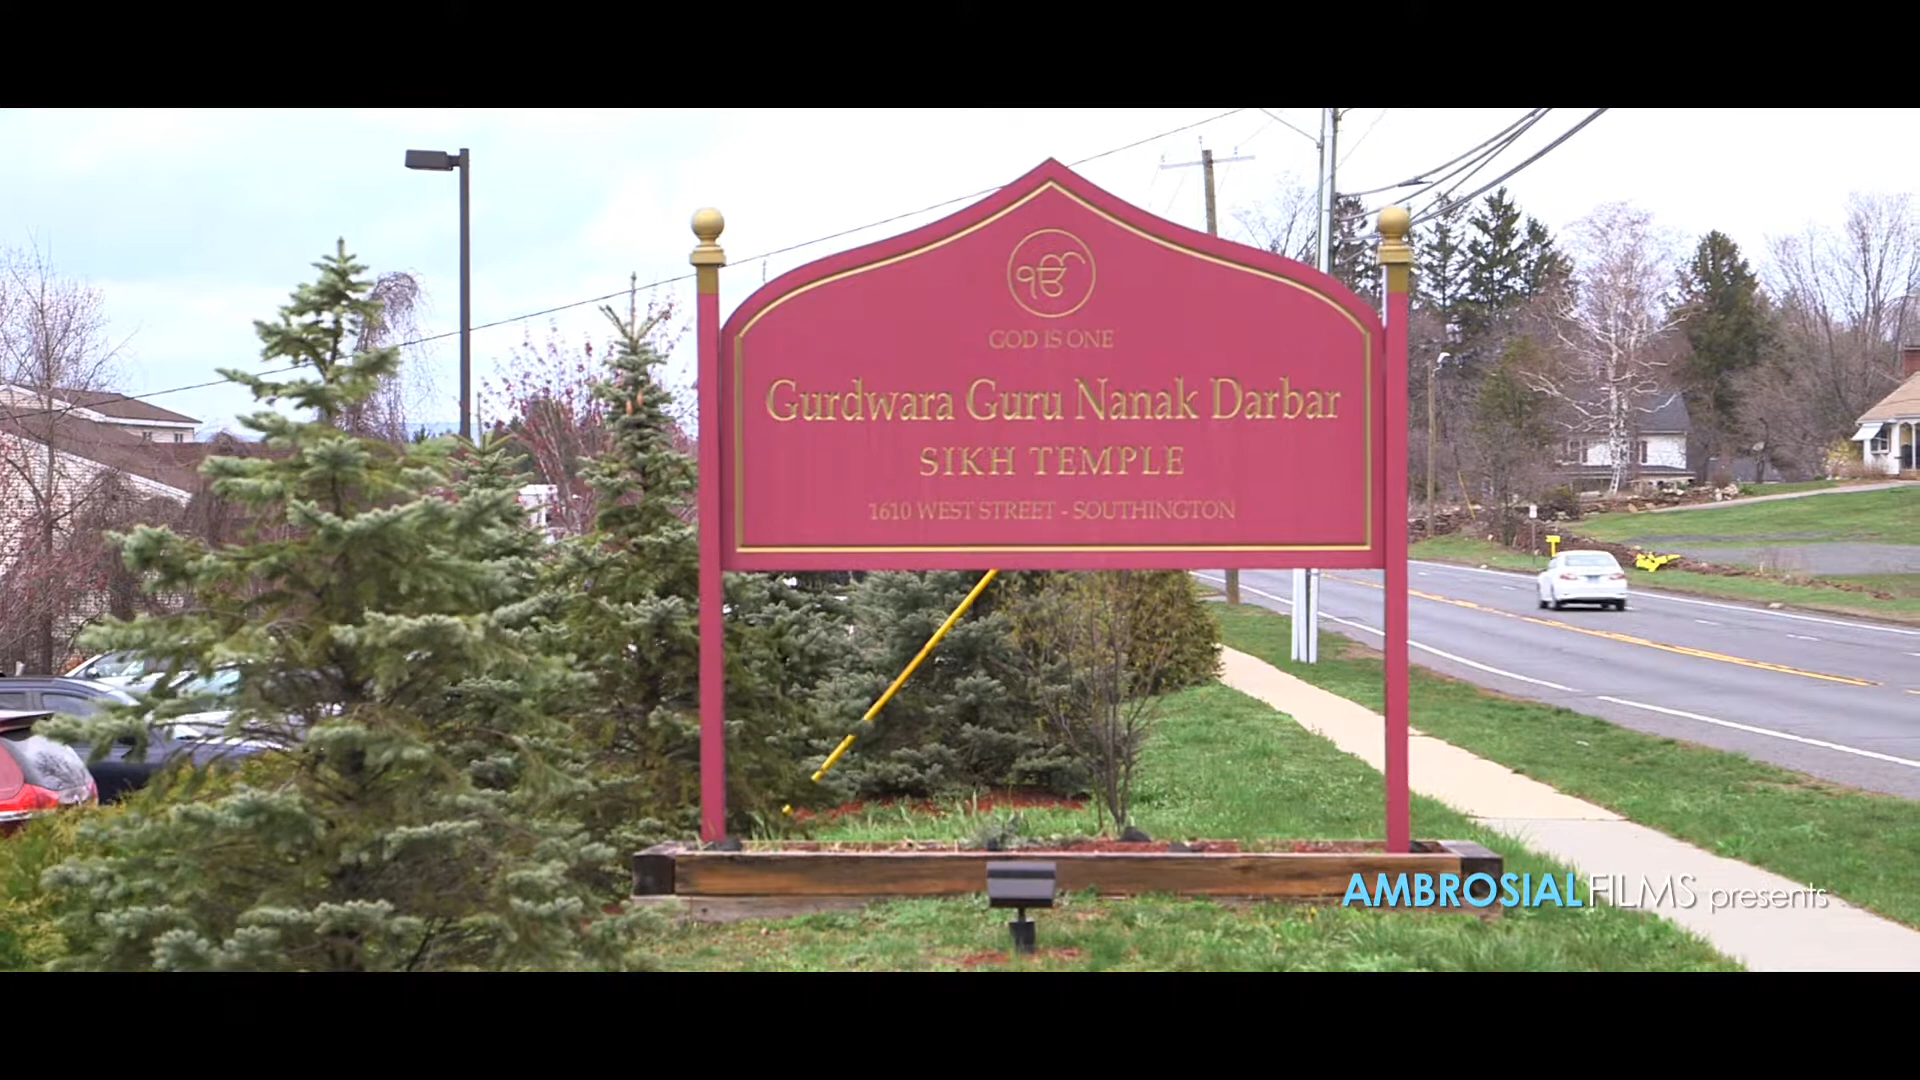 ੴ
GOD IS ONE
Gurdwara Guru Nanak Darbar
SIKH TEMPLE
1610 WEST STREET - SOUTHINGTON
AMBROSIALFILMS presents